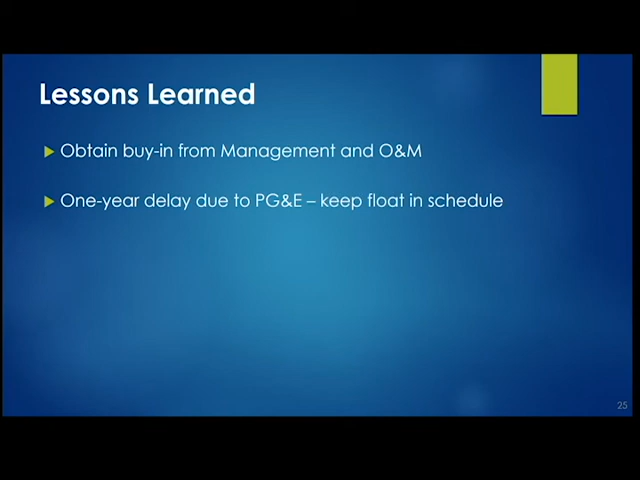 Lessons Learned
Obtain buy-in from Management and O&M
One-year delay due to PG&E – keep float in schedule
25